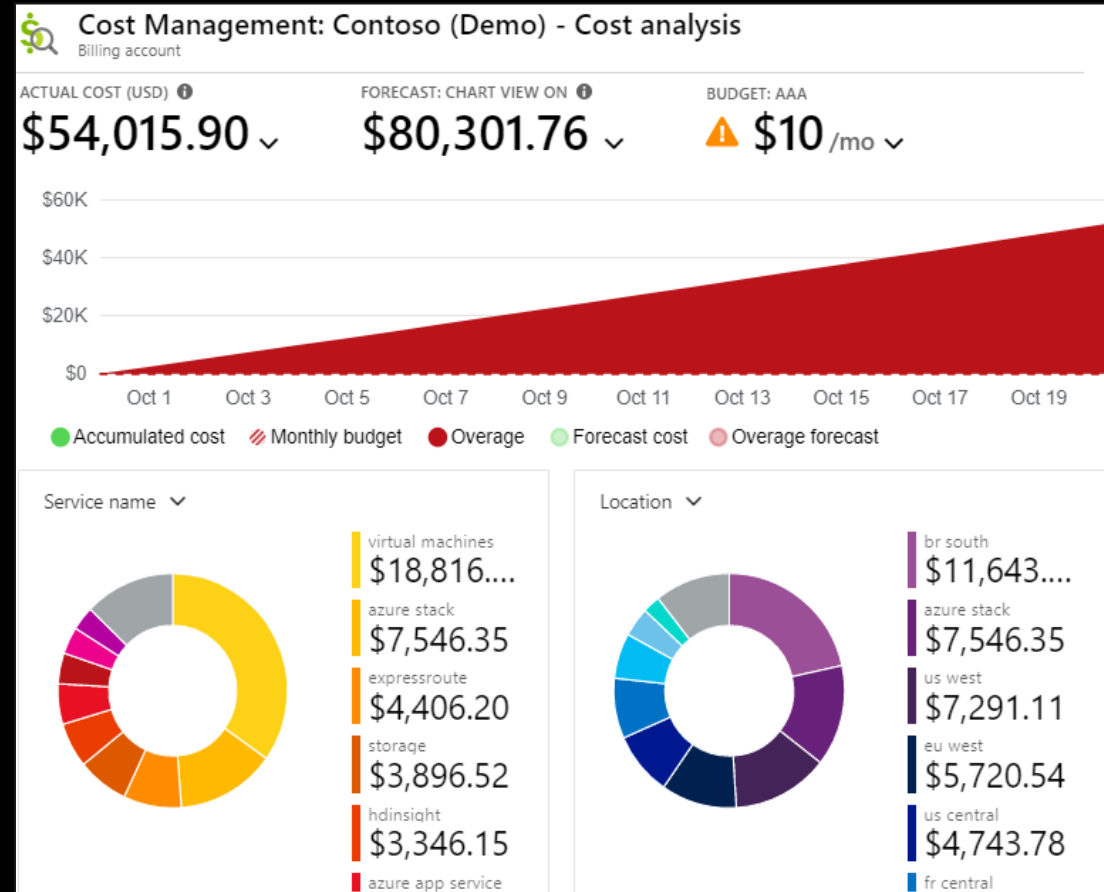 Cost Management: Contoso (Demo) - Cost analysis
Billing account
ACTUAL COST (USD)
FORECAST: CHART VIEW ON
BUDGET: AAA
$54,015.90
$80,301.76
$10 /mo
$60K
$40K
$20K
$0
Oct 1 Oct 3 Oct 5 Oct 7 Oct 9 Oct 11 Oct 13 Oct 15 Oct 17 Oct 19
Accumulated cost Monthly budget Overage Forecast cost Overage forecast
Service name
virtual machines
$18,816....
azure stack
$7,546.35
expressroute
$4,406.20
storage
$3,896.52
hdinsight
$3,346.15
azure app service
Location
br south
$11,643....
azure stack
$7,546.35
us west
$7,291.11
eu west
$5,720.54
us central
$4,743.78
fr central